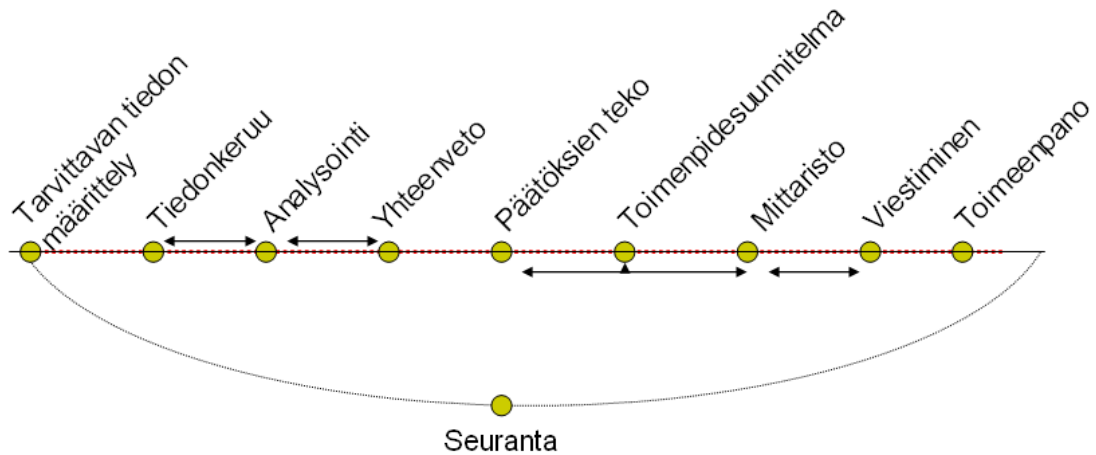 Tarvittavan tiedon
määrittely
Tiedonkeruu
Analysointi
Yhteenveto
Päätöksien teko
Toimenpidesuunnitelma
Mittaristo
Viestiminen
Toimeenpano
Seuranta